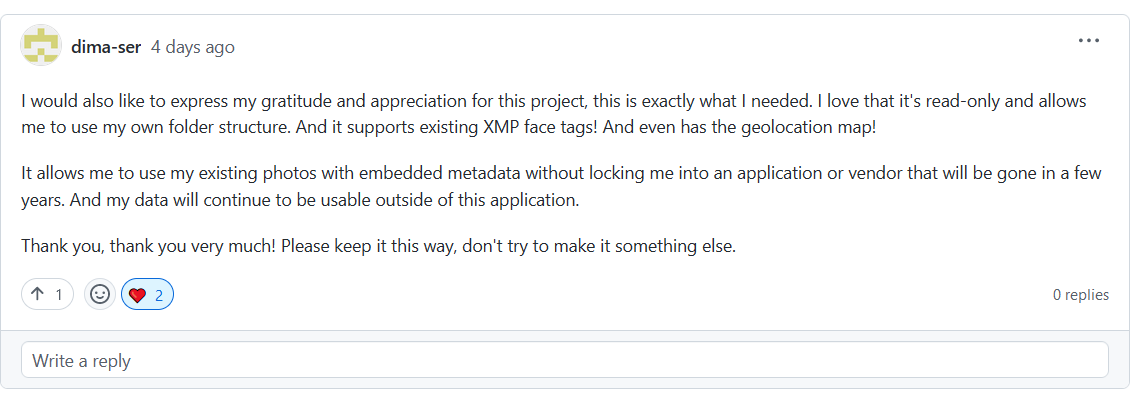 dima-ser 4 days ago
I would also like to express my gratitude and appreciation for this project, this is exactly what I needed. I love that it's read-only and allows
me to use my own folder structure. And it supports existing XMP face tags! And even has the geolocation map!
It allows me to use my existing photos with embedded metadata without locking me into an application or vendor that will be gone in a few
years. And my data will continue to be usable outside of this application.
Thank you, thank you very much! Please keep it this way, don't try to make it something else.
1 2 0 replies
Write a reply